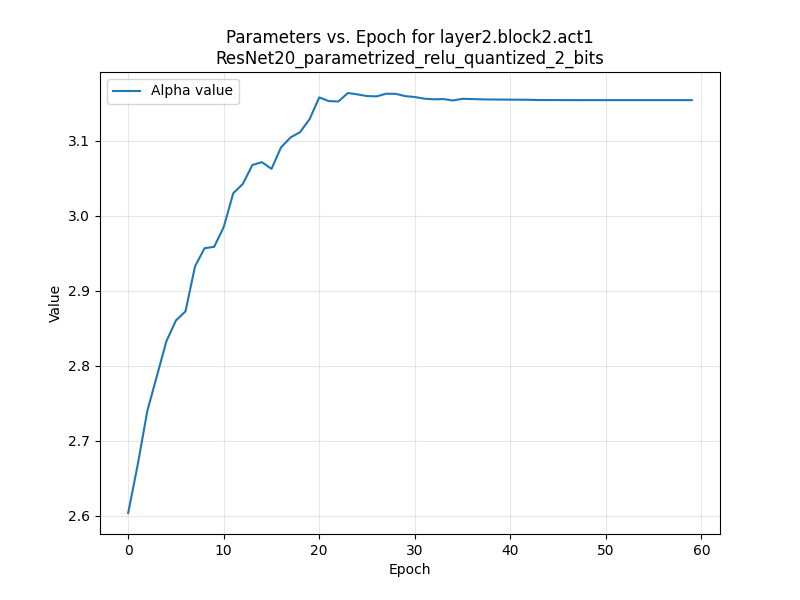 Parameters vs. Epoch for layer2.block2.act1
ResNet20_parametrized_relu_quantized_2_bits
Alpha value
3.1
3.0
2.9
2.8
2.7
2.6
Value
0 10 20 30 40 50 60
Epoch